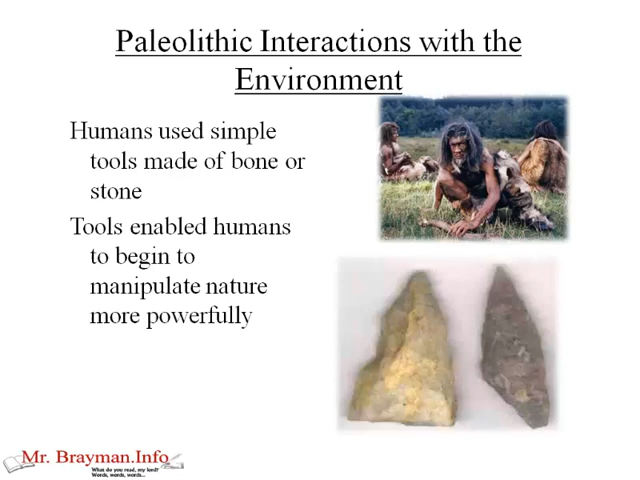 Paleolithic Interactions with the
Environment
Humans used simple
tools made of bone or
stone
Tools enabled humans
to begin to
manipulate nature
more powerfully
Mr. Brayman.Info
What do you read, my lord?
Words, words, words...